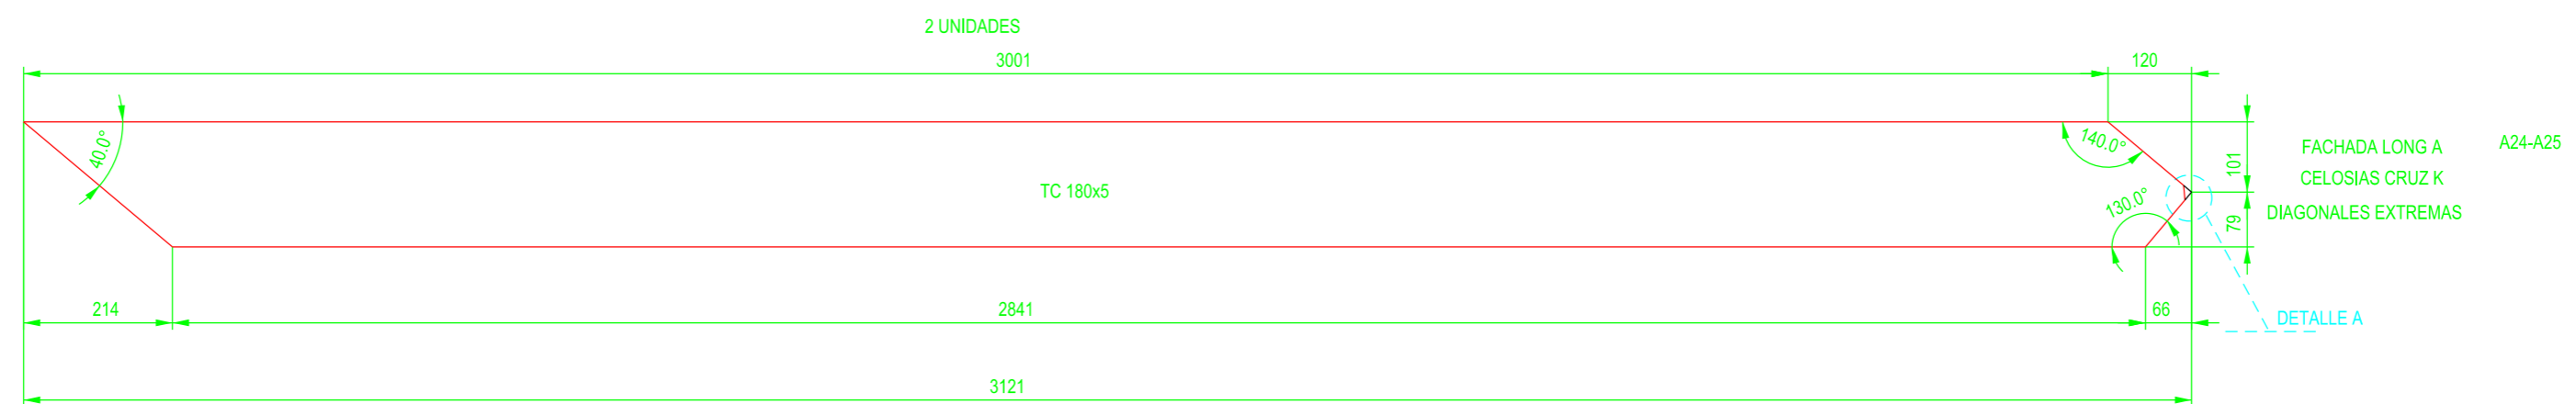 2 UNIDADES
3001
120
40.0°
140.0°
101
FACHADA LONG A
A24-A25
CELOSIAS CRUZ K
TC 180x5
130.0°
79
DIAGONALES EXTREMAS
214
2841
66
DETALLE A
3121